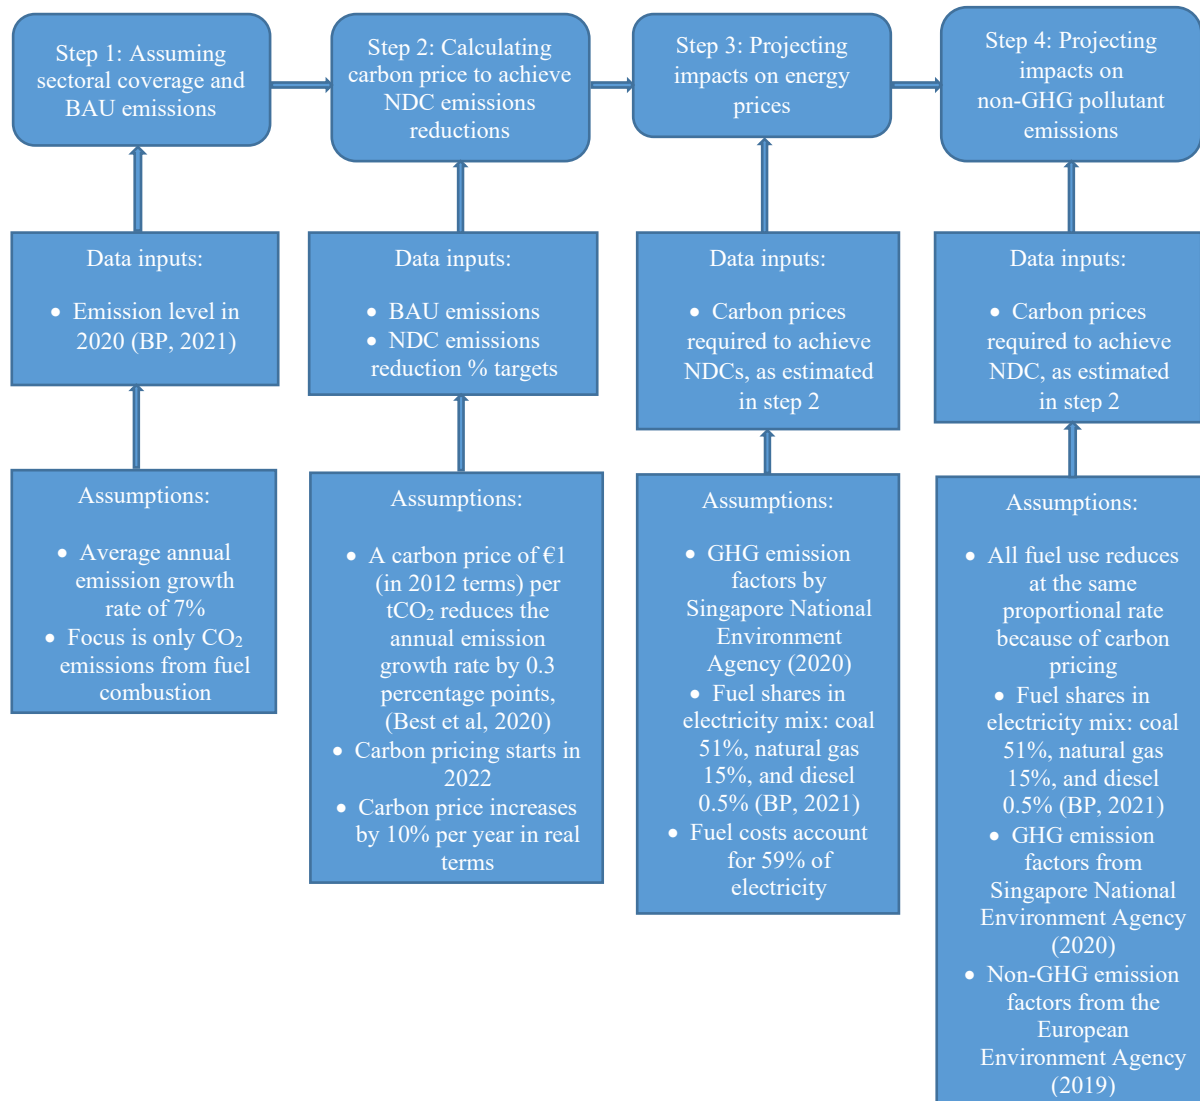 Step 1: Assuming
sectoral coverage and
BAU emissions
Step 2: Calculating
carbon price to achieve
NDC emissions
reductions
Step 3: Projecting
impacts on energy
prices
Step 4: Projecting
impacts on
non-GHG pollutant
emissions
Data inputs:
• Emission level in
2020 (BP, 2021)
Data inputs:
• BAU emissions
• NDC emissions
reduction % targets
Data inputs:
• Carbon prices
required to achieve
NDCs, as estimated
in step 2
Data inputs:
• Carbon prices
required to achieve
NDC, as estimated
in step 2
Assumptions:
• Average annual
emission growth
rate of 7%
• Focus is only CO₂
emissions from fuel
combustion
Assumptions:
• A carbon price of €1
(in 2012 terms) per
tCO₂ reduces the
annual emission
growth rate by 0.3
percentage points,
(Best et al, 2020)
• Carbon pricing starts in
2022
• Carbon price increases
by 10% per year in real
terms
Assumptions:
• GHG emission
factors by
Singapore National
Environment
Agency (2020)
• Fuel shares in
electricity mix: coal
51%, natural gas
15%, and diesel
0.5% (BP, 2021)
• Fuel costs account
for 59% of
electricity
Assumptions:
• All fuel use reduces
at the same
proportional rate
because of carbon
pricing
• Fuel shares in
electricity mix: coal
51%, natural gas
15%, and diesel
0.5% (BP, 2021)
• GHG emission
factors from
Singapore National
Environment Agency
(2020)
• Non-GHG emission
factors from the
European
Environment Agency
(2019)